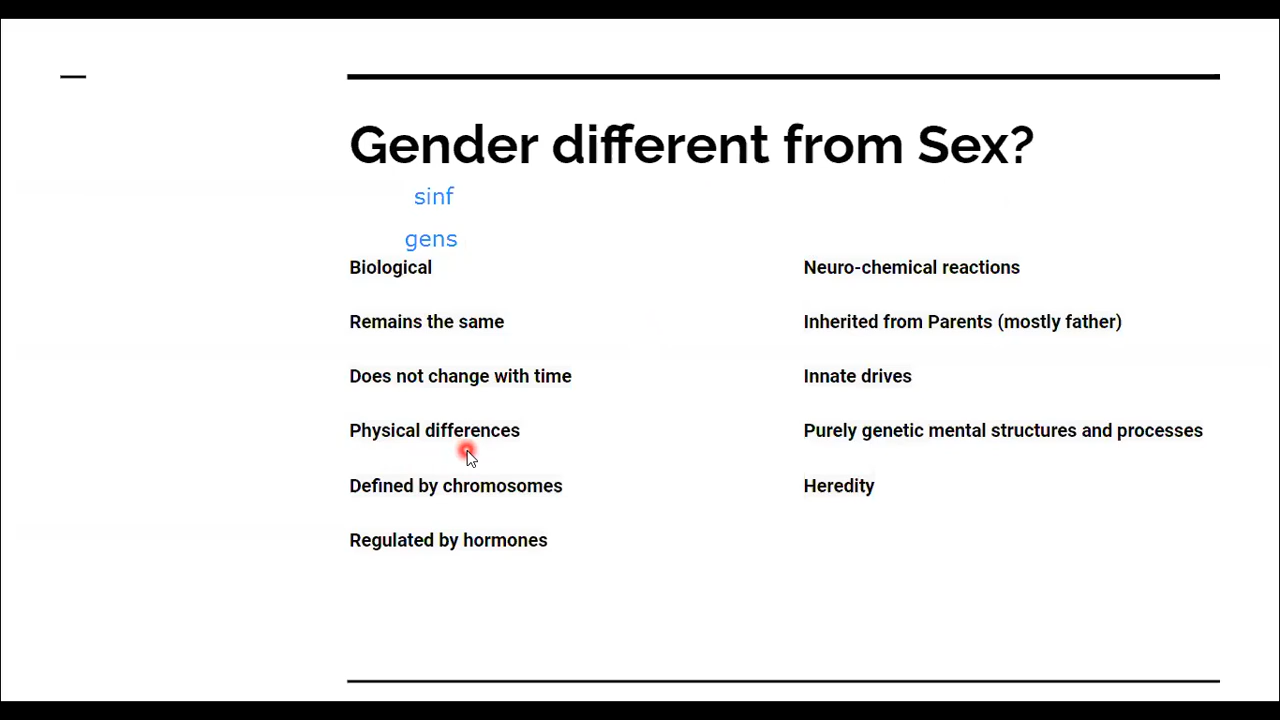 Gender different from Sex?
sinf
gens
Biological
Remains the same
Does not change with time
Physical differences
Defined by chromosomes
Regulated by hormones
Neuro-chemical reactions
Inherited from Parents (mostly father)
Innate drives
Purely genetic mental structures and processes
Heredity